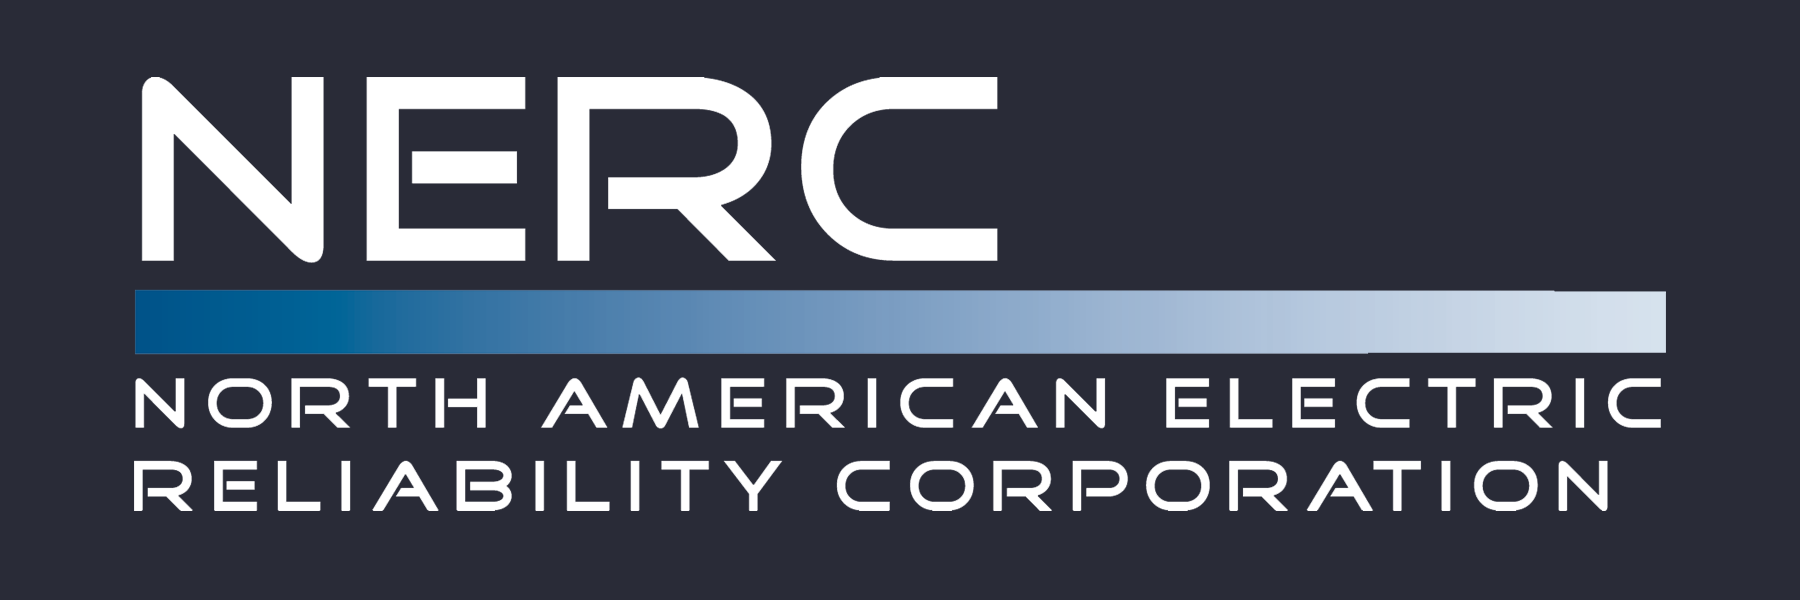 NERC
NORTH AMERICAN ELECTRIC
RELIABILITY CORPORATION